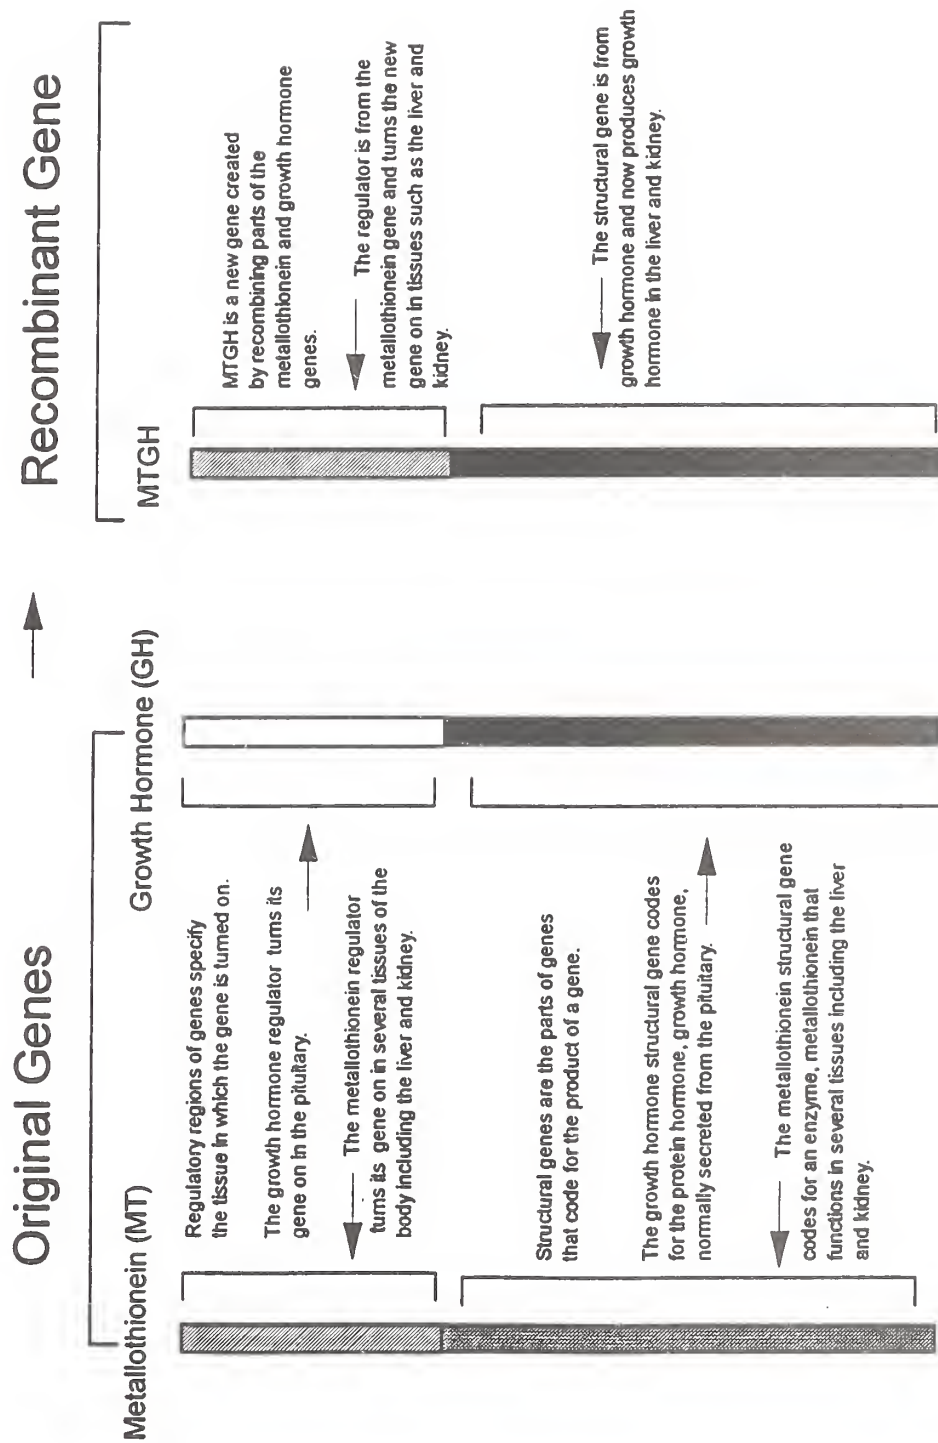 Original Genes
Recombinant Gene
Metallothionein (MT)
Growth Hormone (GH)
MTGH
Regulatory regions of genes specify
the tissue in which the gene is turned on.
The growth hormone regulator turns its
gene on in the pituitary.
The metallothionein regulator
turns its gene on in several tissues of the
body including the liver and kidney.
Structural genes are the parts of genes
that code for the product of a gene.
The growth hormone structural gene codes
for the protein hormone, growth hormone,
normally secreted from the pituitary.
The metallothionein structural gene
codes for an enzyme, metallothionein that
functions in several tissues including the liver
and kidney.
MTGH is a new gene created
by recombining parts of the
metallothionein and growth hormone
genes.
The regulator is from the
metallothionein gene and turns the new
gene on in tissues such as the liver and
kidney.
The structural gene is from
growth hormone and now produces growth
hormone in the liver and kidney.